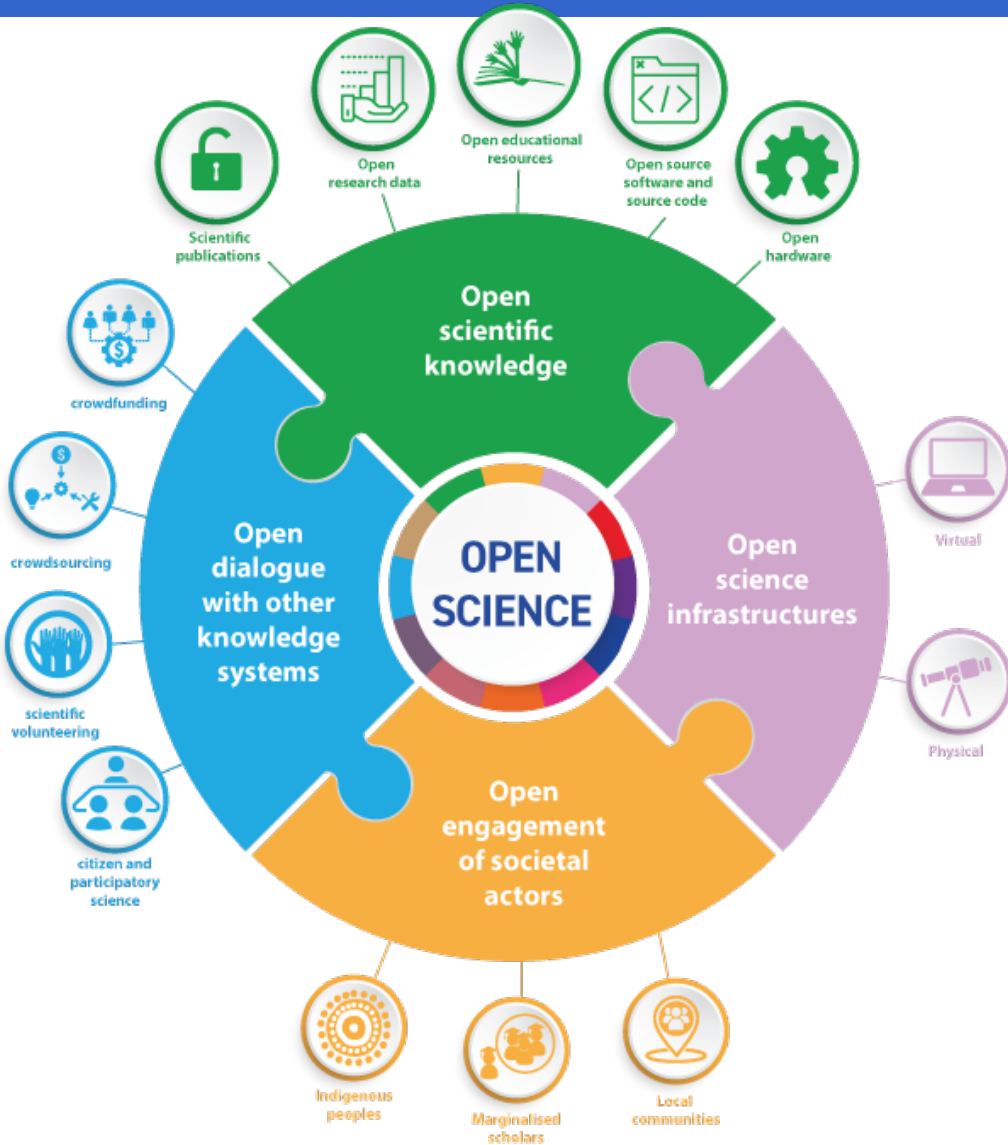 Open educational
resources
Open
research data
Open source
software and
source code
Scientific
publications
Open
hardware
Open
scientific
knowledge
crowdfunding
crowdsourcing
scientific
volunteering
citizen and
participatory
science
Open
dialogue
with other
knowledge
systems
OPEN
SCIENCE
Open
science
infrastructures
Virtual
Physical
Open
engagement
of societal
actors
Indigenous
peoples
Marginalised
scholars
Local
communities